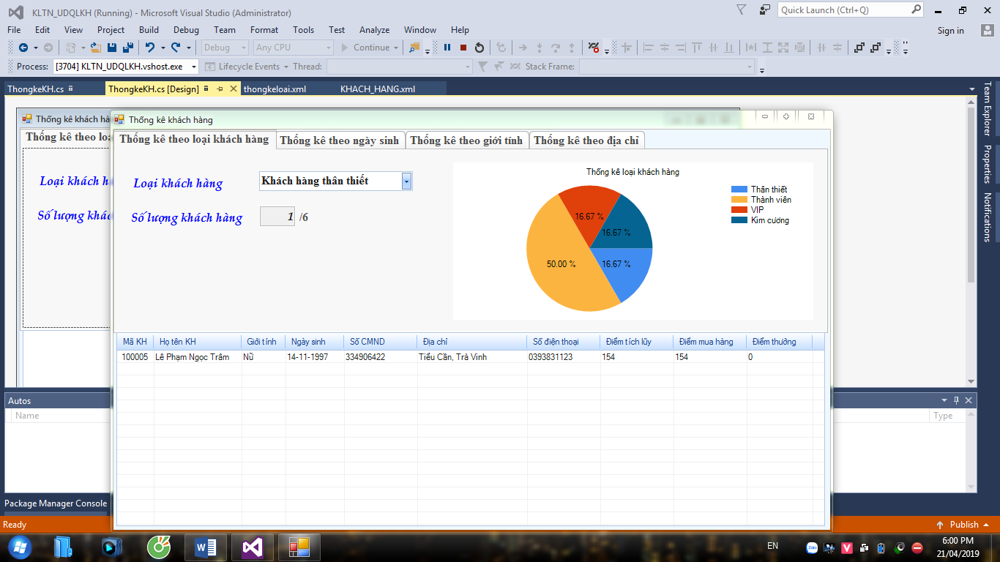 KLTN_UDQLKH (Running) - Microsoft Visual Studio (Administrator)
Quick Launch (Ctrl+Q)
File Edit View Project Build Debug Team Format Tools Test Analyze Window Help
Sign in
Debug Any CPU Continue
Process: [3704] KLTN_UDQLKH.vshost.exe Lifecycle Events Thread: Stack Frame:
ThongkeKH.cs ThongkeKH.cs [Design] thongkeloai.xml KHACH_HANG.xml
Team Explorer
Properties
Notifications
Thống kê khách hàn
Thống kê theo loạ
Loại khách h
Số lượng khác
Thống kê khách hàng
Thống kê theo loại khách hàng Thống kê theo ngày sinh Thống kê theo giới tính Thống kê theo địa chỉ
Loại khách hàng Khách hàng thân thiết
Số lượng khách hàng 1 /6
Thống kê loại khách hàng
Thân thiết
Thành viên
VIP
Kim cương
16.67 %
16.67 %
50.00 %
16.67 %
Mã KH Họ tên KH Giới tính Ngày sinh Số CMND Địa chỉ Số điện thoại Điểm tích lũy Điểm mua hàng Điểm thưởng
100005 Lê Phạm Ngọc Trâm Nữ 14-11-1997 334906422 Tiểu Cần, Trà Vinh 0393831123 154 154 0
Autos
Name Type
Package Manager Console
Ready Publish
EN
Zalo
6:00 PM
21/04/2019